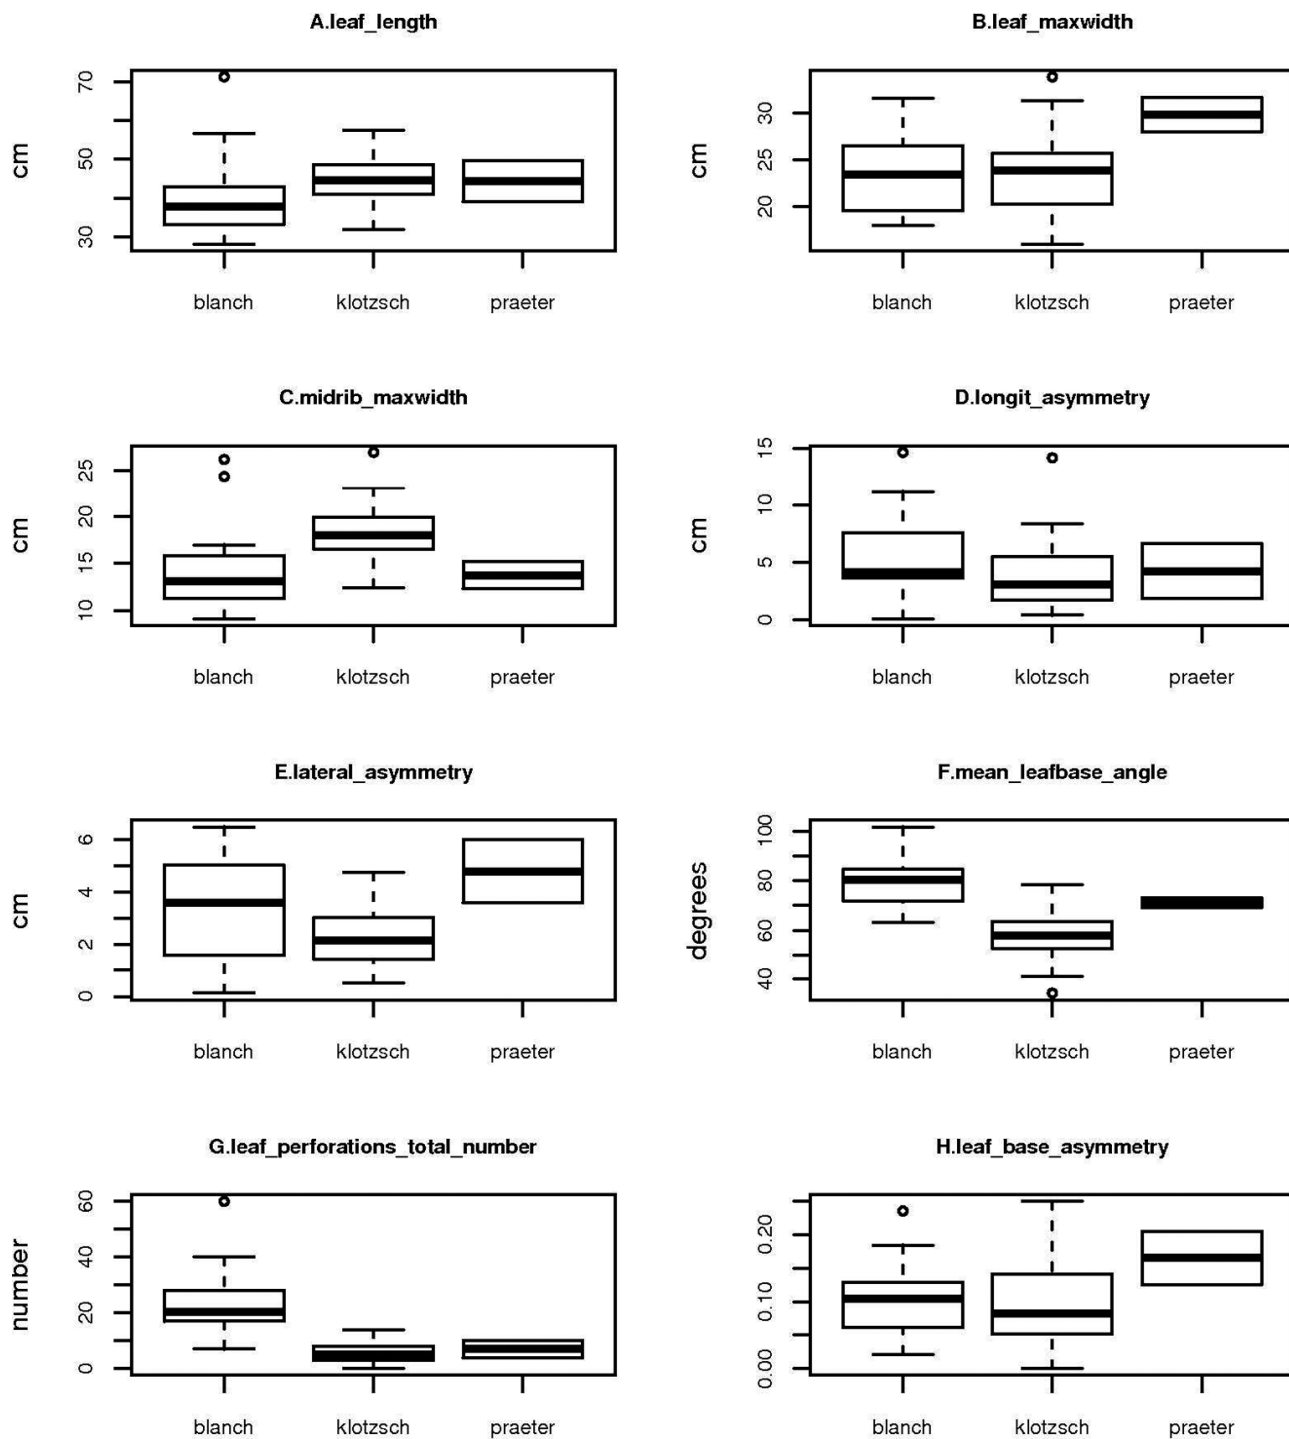 A.leaf_length
cm
30
50
70
blanch klotzsch praeter
B.leaf_maxwidth
cm
20
25
30
blanch klotzsch praeter
C.midrib_maxwidth
cm
10
15
20
25
blanch klotzsch praeter
D.longit_asymmetry
cm
0
5
10
15
blanch klotzsch praeter
E.lateral_asymmetry
cm
0
2
4
6
blanch klotzsch praeter
F.mean_leafbase_angle
degrees
40
60
80
100
blanch klotzsch praeter
G.leaf_perforations_total_number
number
0
20
40
60
blanch klotzsch praeter
H.leaf_base_asymmetry
0.00
0.10
0.20
blanch klotzsch praeter